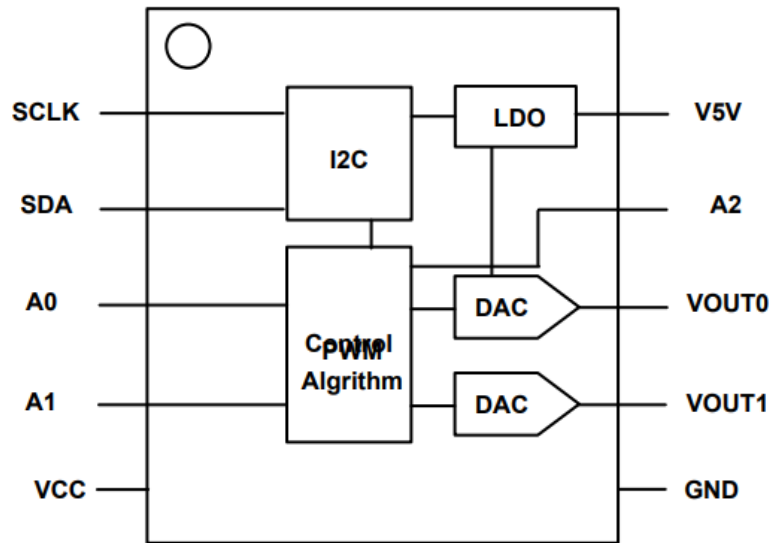 SCLK
I2C
LDO
V5V
SDA
A2
A0
DAC
VOUT0
Control
PWM
Algrithm
A1
DAC
VOUT1
VCC
GND